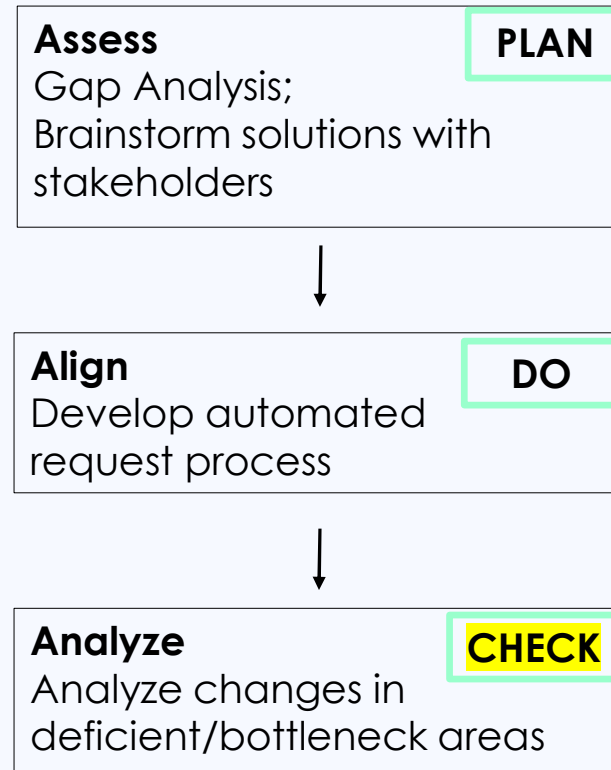 Assess
PLAN
Gap Analysis;
Brainstorm solutions with
stakeholders
Align
DO
Develop automated
request process
Analyze
CHECK
Analyze changes in
deficient/bottleneck areas